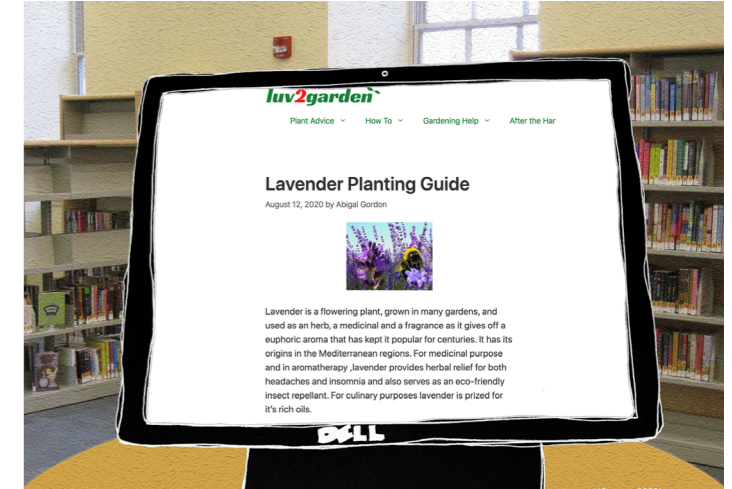 luv2garden
Plant Advice How To Gardening Help After the Har
Lavender Planting Guide
August 12, 2020 by Abigal Gordon
Lavender is a flowering plant, grown in many gardens, and
used as an herb, a medicinal and a fragrance as it gives off a
euphoric aroma that has kept it popular for centuries. It has its
origins in the Mediterranean regions. For medicinal purpose
and in aromatherapy ,lavender provides herbal relief for both
headaches and insomnia and also serves as an eco-friendly
insect repellant. For culinary purposes lavender is prized for
it's rich oils.
DELL